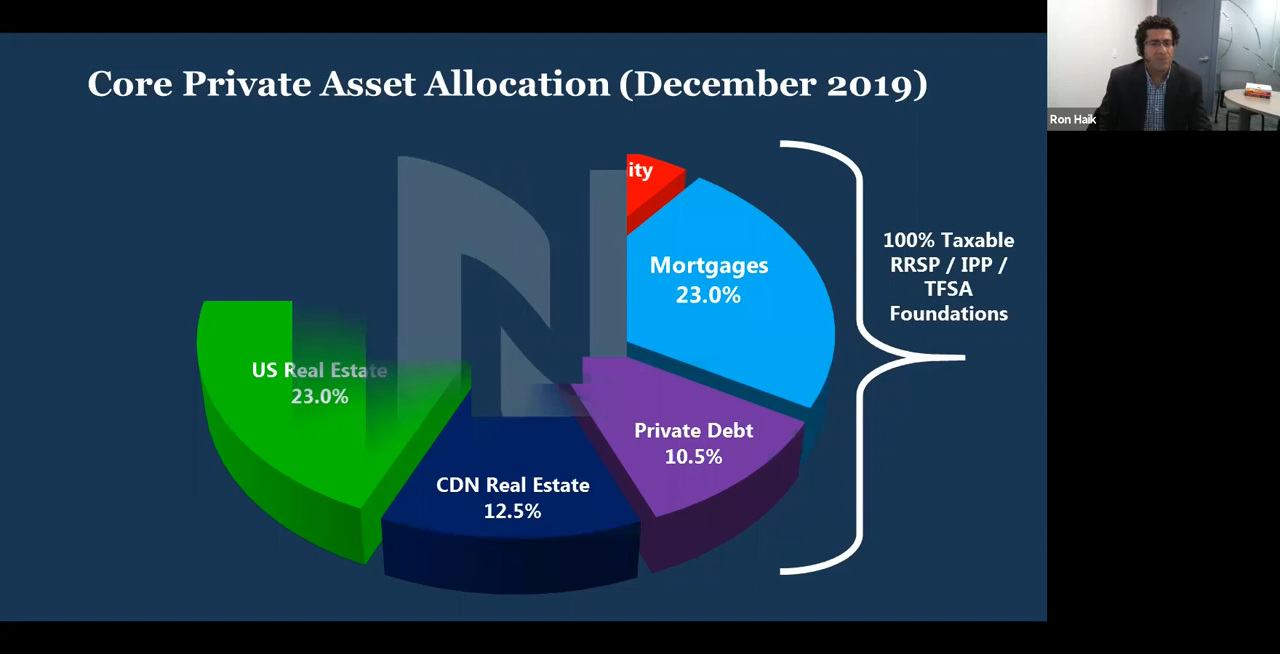 Core Private Asset Allocation (December 2019)
Ron Haik
ity
Mortgages
23.0%
100% Taxable
RRSP / IPP /
TFSA
Foundations
US Real Estate
23.0%
Private Debt
10.5%
CDN Real Estate
12.5%